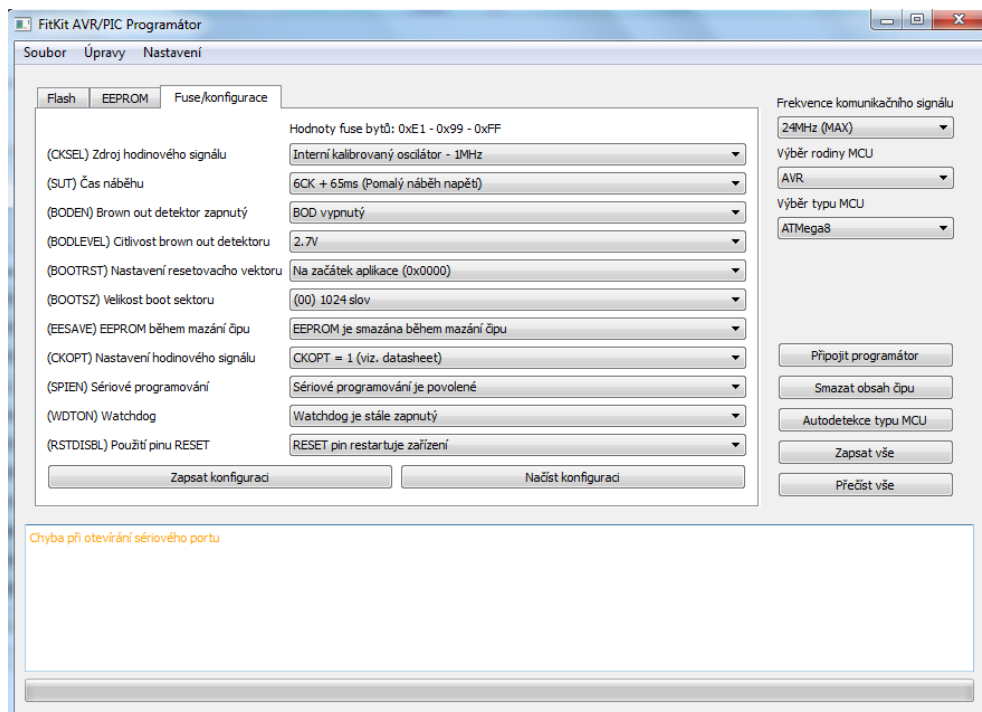 FitKit AVR/PIC Programátor
Soubor Úpravy Nastavení
Flash EEPROM Fuse/konfigurace
Hodnoty fuse bytů: 0xE1 - 0x99 - 0xFF
(CKSEL) Zdroj hodinového signálu Interní kalibrovaný oscilátor - 1MHz
(SUT) Čas náběhu 6CK + 65ms (Pomalý náběh napětí)
(BODEN) Brown out detektor zapnutý BOD vypnutý
(BODLEVEL) Citlivost brown out detektoru 2.7V
(BOOTRST) Nastavení resetovacího vektoru Na začátek aplikace (0x0000)
(BOOTSZ) Velikost boot sektoru (00) 1024 slov
(EESAVE) EEPROM během mazání čipu EEPROM je smazána během mazání čipu
(CKOPT) Nastavení hodinového signálu CKOPT = 1 (viz. datasheet)
(SPIEN) Sériové programování Sériové programování je povolené
(WDTON) Watchdog Watchdog je stále zapnutý
(RSTDISBL) Použití pinu RESET RESET pin restartuje zařízení
Zapsat konfiguraci Načíst konfiguraci
Frekvence komunikačního signálu
24MHz (MAX)
Výběr rodiny MCU
AVR
Výběr typu MCU
ATMega8
Připojit programátor
Smazat obsah čipu
Autodetekce typu MCU
Zapsat vše
Přečíst vše
Chyba při otevírání sériového portu